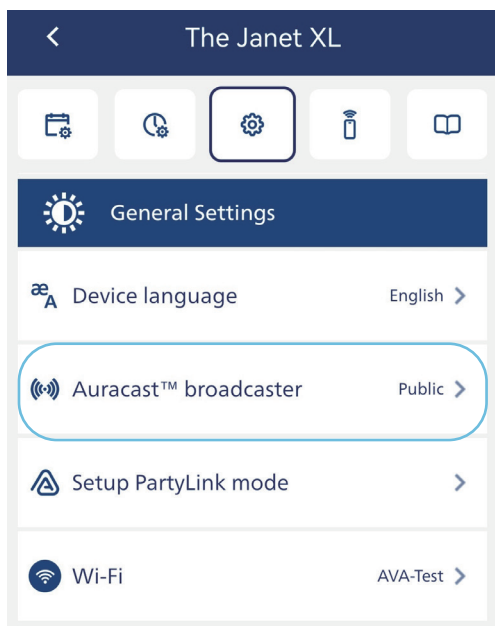 The Janet XL
General Settings
Device language English
Auracast™ broadcaster Public
Setup PartyLink mode
Wi-Fi AVA-Test